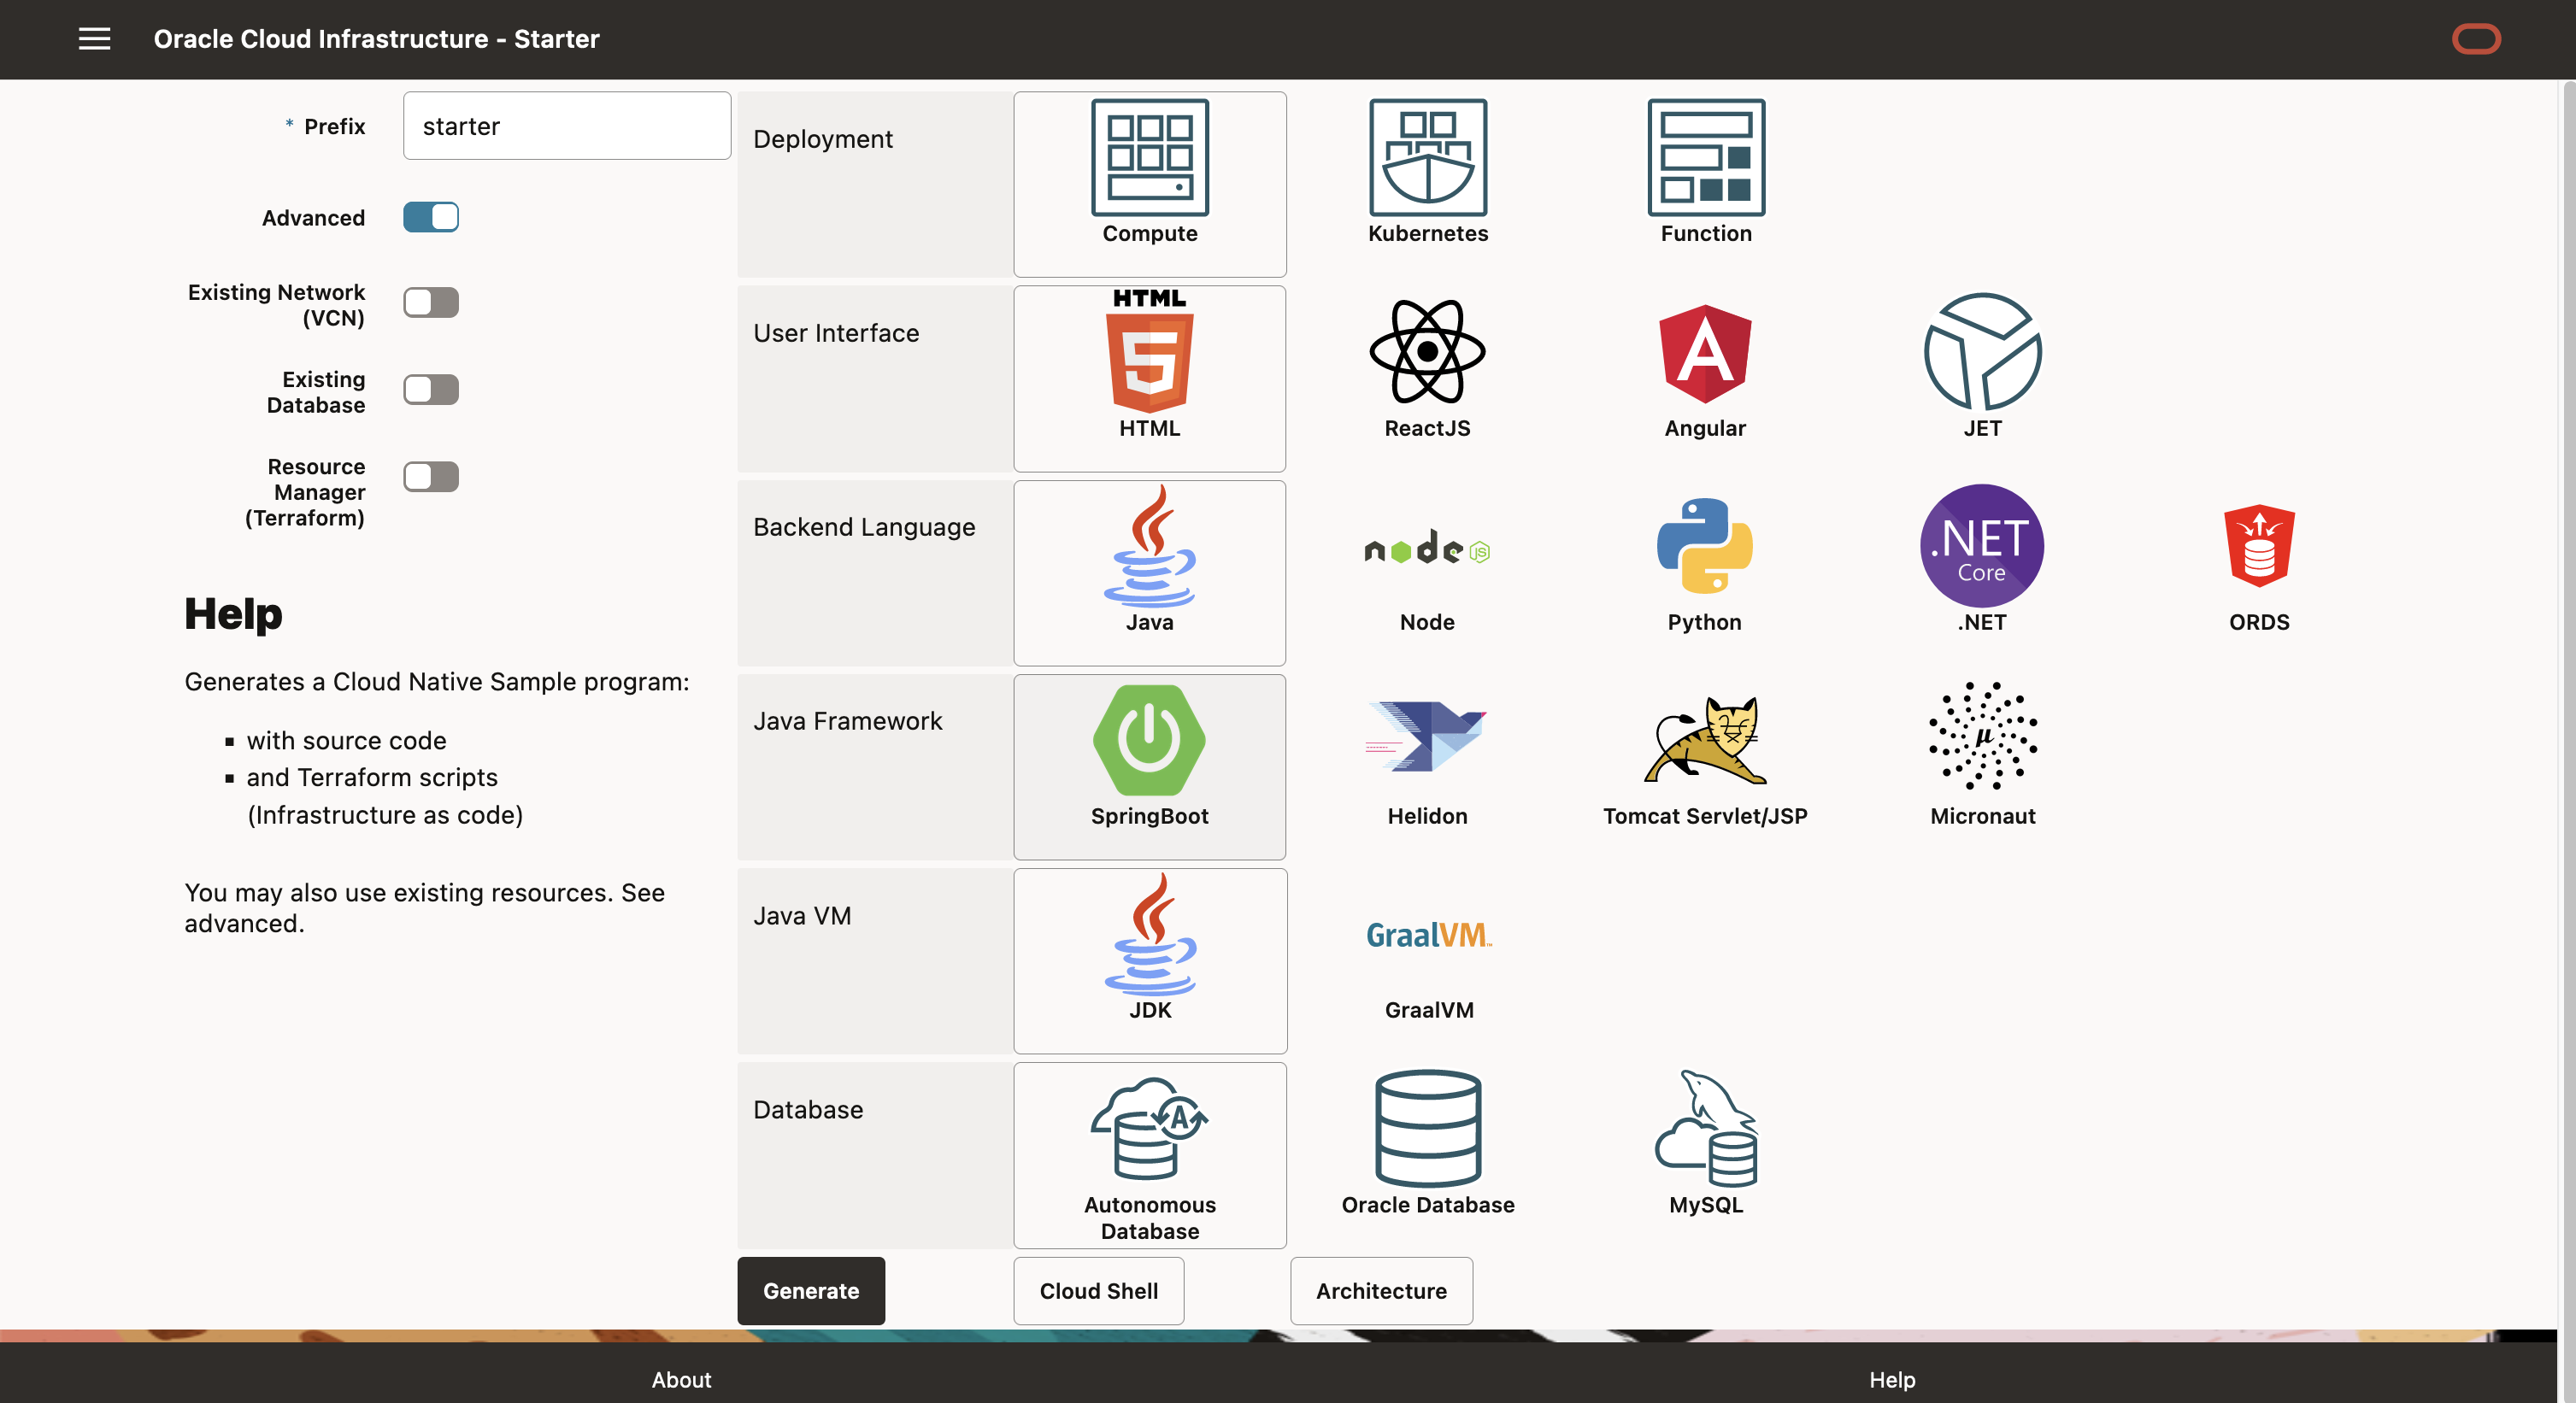 Oracle Cloud Infrastructure - Starter
* Prefix
starter
Advanced
Existing Network
(VCN)
Existing
Database
Resource
Manager
(Terraform)
Help
Generates a Cloud Native Sample program:
with source code
and Terraform scripts
(Infrastructure as code)
You may also use existing resources. See
advanced.
Deployment
Compute
Kubernetes
Function
User Interface
HTML
5
HTML
ReactJS
A
Angular
JET
Backend Language
Java
node JS
Node
Python
.NET
Core
.NET
ORDS
Java Framework
SpringBoot
Helidon
Tomcat Servlet/JSP
μ
Micronaut
Java VM
JDK
GraalVM™
GraalVM
Database
A
Autonomous
Database
Oracle Database
MySQL
Generate
Cloud Shell
Architecture
About
Help